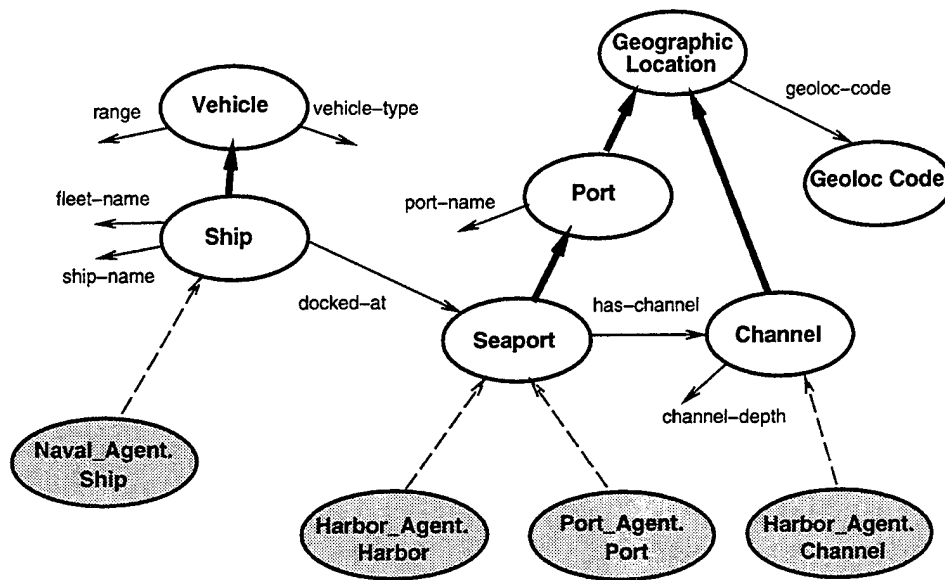 Geographic
Location
geoloc-code
Vehicle
range
vehicle-type
Geoloc Code
Port
port-name
fleet-name
Ship
ship-name
docked-at
has-channel
Seaport
Channel
channel-depth
Naval_Agent.
Ship
Harbor_Agent.
Harbor
Port_Agent.
Port
Harbor_Agent.
Channel